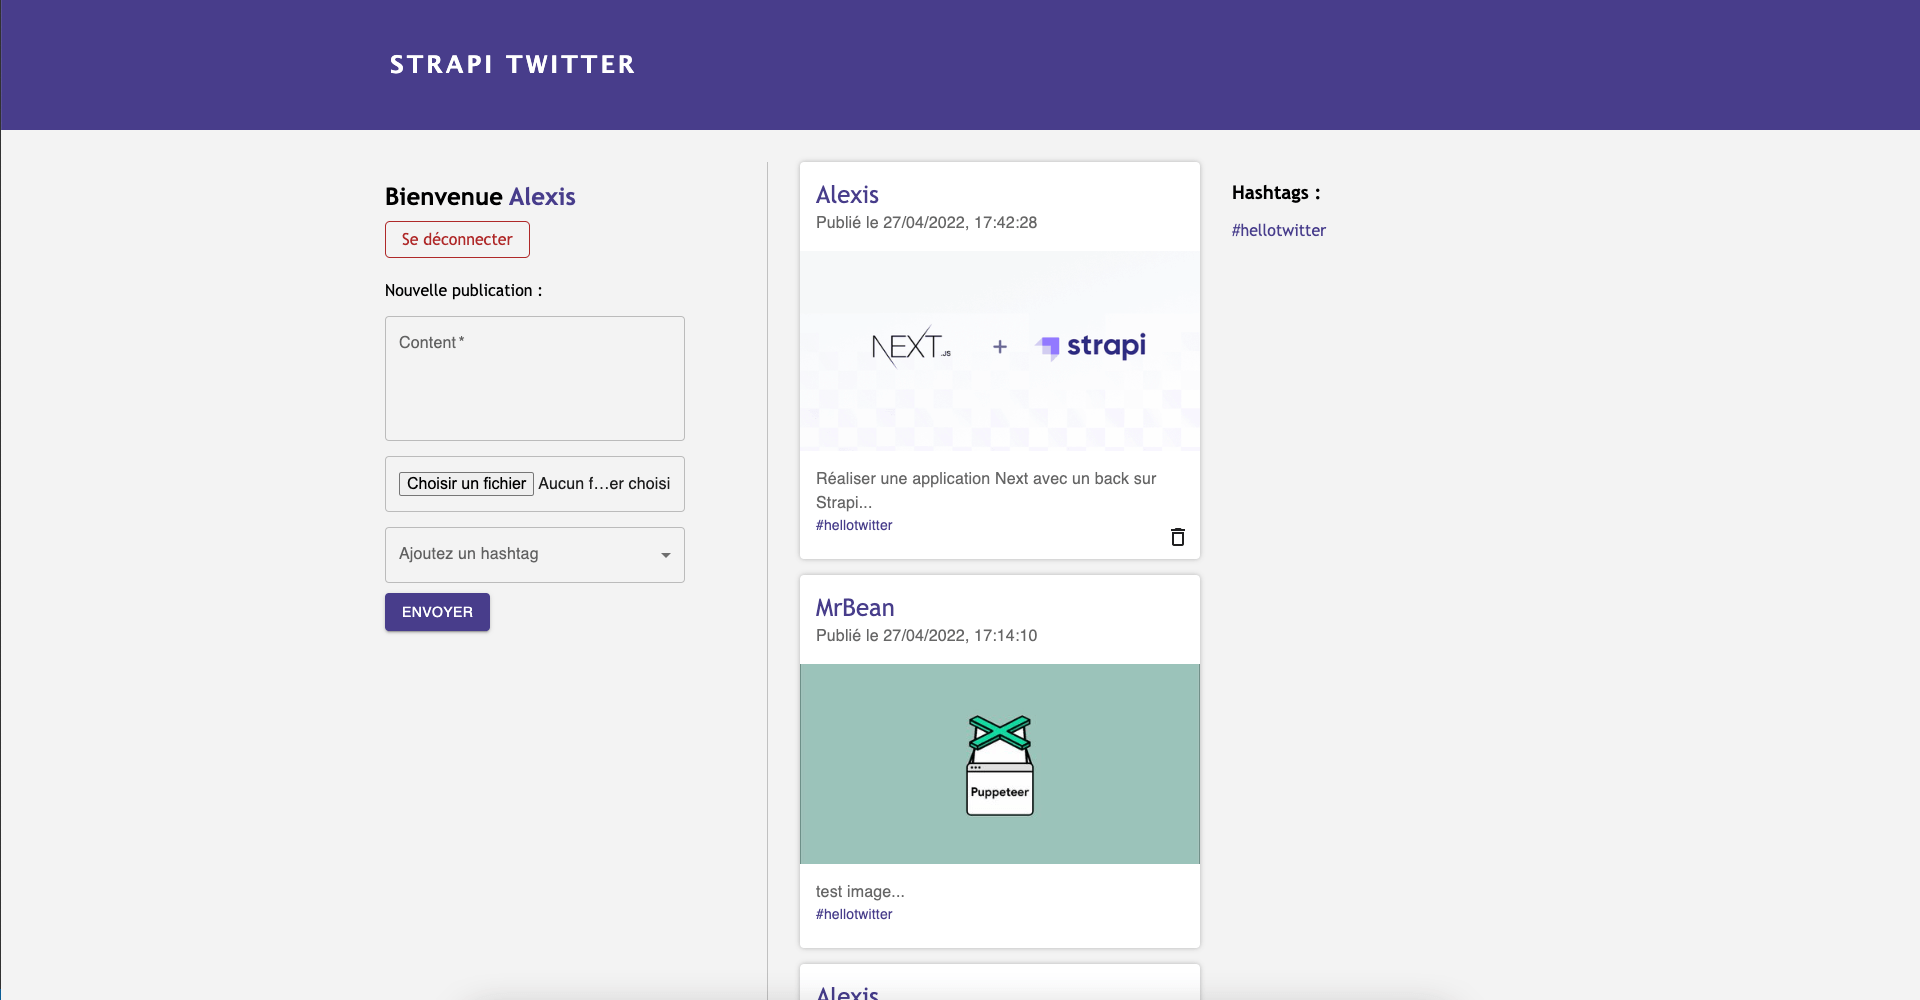 STRAPI TWITTER
Bienvenue Alexis
Se déconnecter
Nouvelle publication :
Content *
Choisir un fichier Aucun f...er choisi
Ajoutez un hashtag
ENVOYER
Alexis
Publié le 27/04/2022, 17:42:28
NEXT.JS + strapi
Réaliser une application Next avec un back sur
Strapi...
#hellotwitter
MrBean
Publié le 27/04/2022, 17:14:10
Puppeteer
test image...
#hellotwitter
Alexis
Hashtags :
#hellotwitter